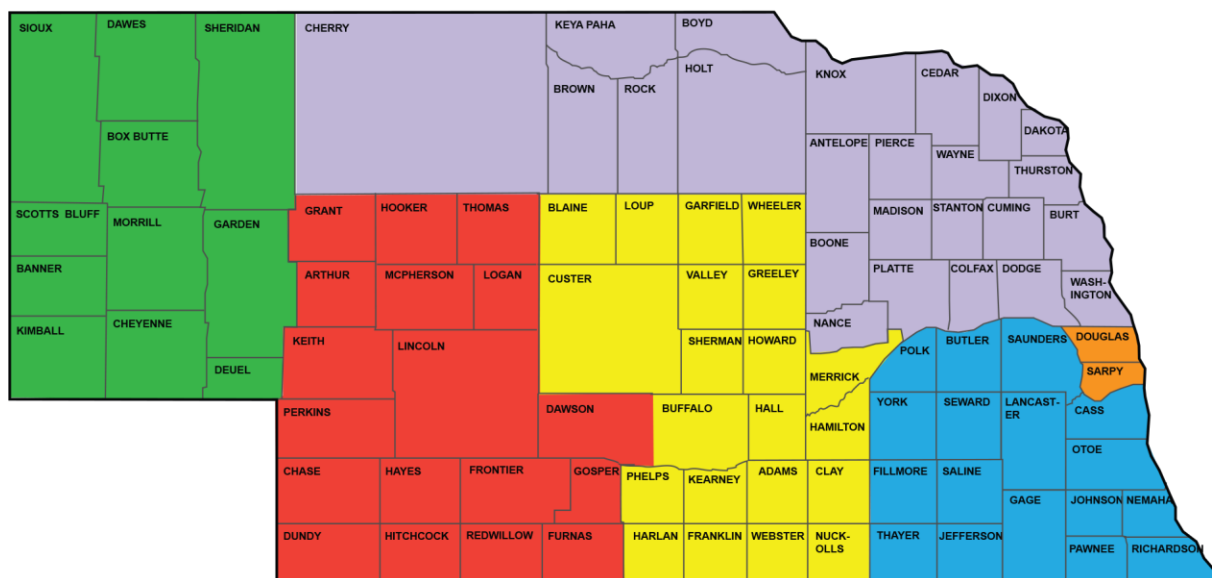 SIOUX
DAWES
SHERIDAN
CHERRY
KEYA PAHA
BOYD
HOLT
KNOX
CEDAR
BROWN
ROCK
DIXON
DAKOTA
BOX BUTTE
ANTELOPE
PIERCE
WAYNE
THURSTON
SCOTTS BLUFF
MORRILL
GARDEN
GRANT
HOOKER
THOMAS
BLAINE
LOUP
GARFIELD
WHEELER
MADISON
STANTON
CUMING
BURT
BOONE
BANNER
ARTHUR
MCPHERSON
LOGAN
CUSTER
VALLEY
GREELEY
PLATTE
COLFAX
DODGE
WASH-
INGTON
KIMBALL
CHEYENNE
NANCE
KEITH
LINCOLN
SHERMAN
HOWARD
POLK
BUTLER
SAUNDERS
DOUGLAS
DEUEL
MERRICK
SARPY
PERKINS
DAWSON
BUFFALO
HALL
HAMILTON
YORK
SEWARD
LANCAST-
ER
CASS
OTOE
CHASE
HAYES
FRONTIER
GOSPER
PHELPS
KEARNEY
ADAMS
CLAY
FILLMORE
SALINE
GAGE
JOHNSON
NEMAHA
DUNDY
HITCHCOCK
REDWILLOW
FURNAS
HARLAN
FRANKLIN
WEBSTER
NUCK-
OLLS
THAYER
JEFFERSON
PAWNEE
RICHARDSON